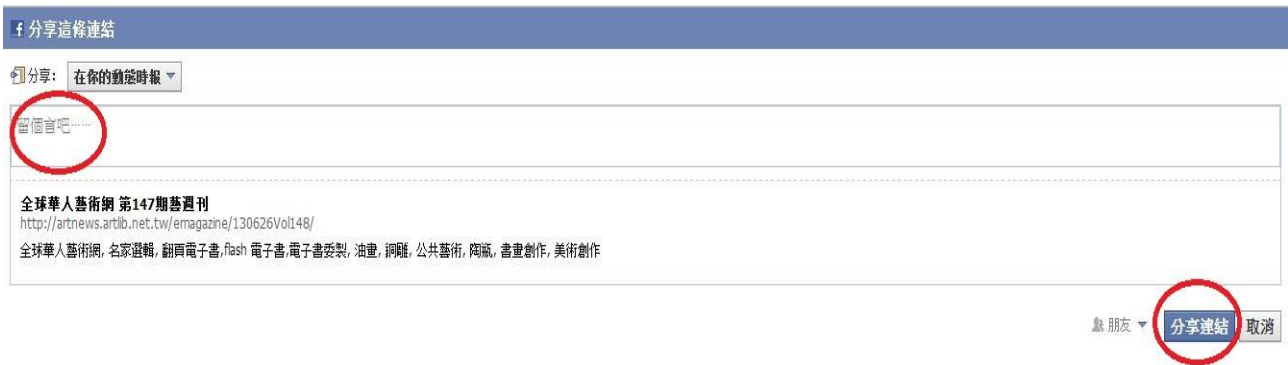 f 分享這條連結
分享： 在你的動態時報
留個言吧……
全球華人藝術網 第147期藝週刊
http://artnews.artlib.net.tw/emagazine/130626Vol148/
全球華人藝術網, 名家選輯, 翻頁電子書,flash 電子書,電子書委製, 油畫, 銅雕, 公共藝術, 陶瓶, 書畫創作, 美術創作
朋友 分享連結 取消